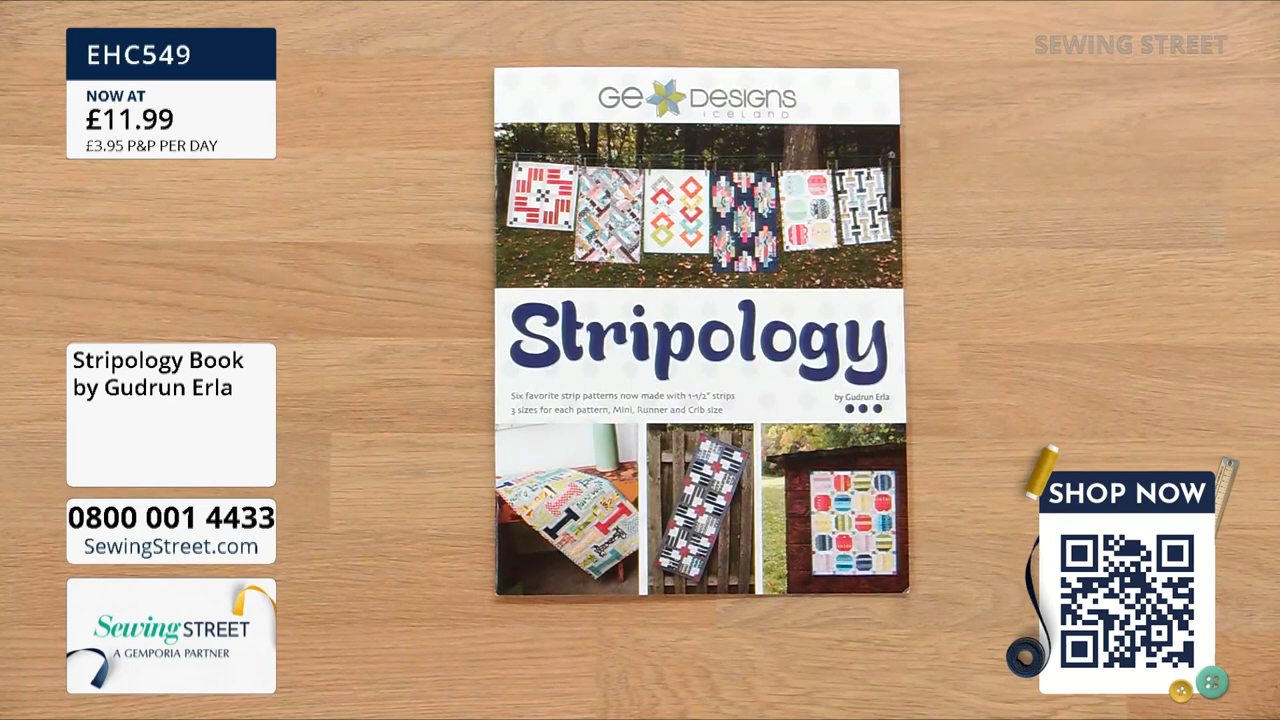 EHC549
NOW AT
£11.99
£3.95 P&P PER DAY
SEWING STREET
GE DESIGNS
ICELAND
Stripology
Six favorite strip patterns now made with 1-1/2" strips
3 sizes for each pattern, Mini, Runner and Crib size
by Gudrun Erla
Stripology Book
by Gudrun Erla
0800 001 4433
SewingStreet.com
Sewing STREET
A GEMPORIA PARTNER
SHOP NOW